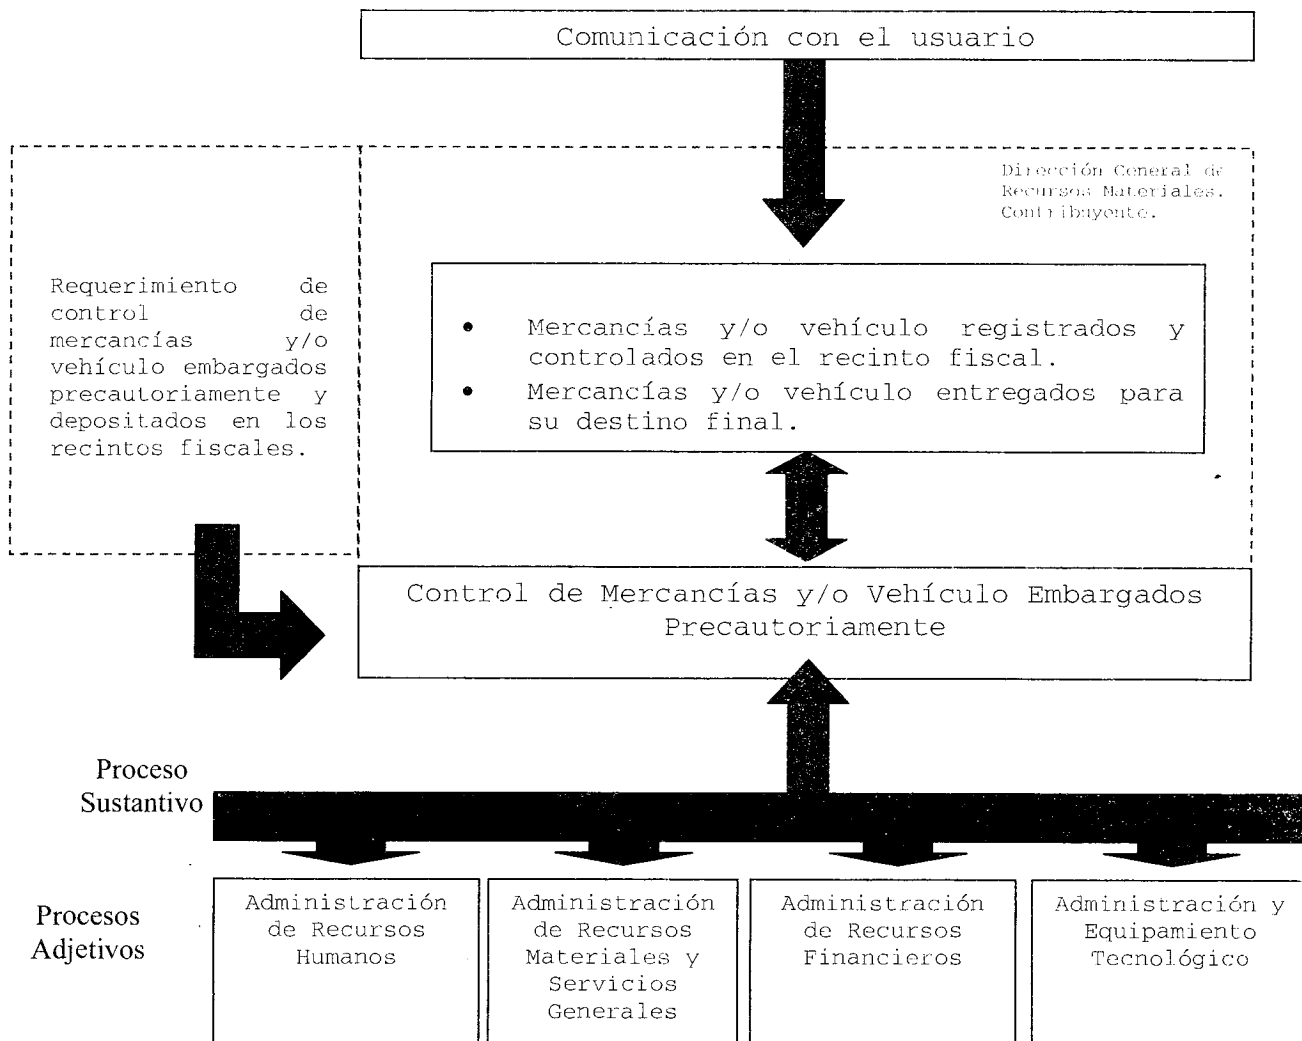 Comunicación con el usuario
Dirección General de
Recursos Materiales.
Contribuyente.
Requerimiento de
control de
mercancías y/o
vehículo embargados
precautoriamente y
depositados en los
recintos fiscales.
• Mercancías y/o vehículo registrados y
controlados en el recinto fiscal.
• Mercancías y/o vehículo entregados para
su destino final.
Control de Mercancías y/o Vehículo Embargados
Precautoriamente
Proceso
Sustantivo
Procesos
Adjetivos
Administración
de Recursos
Humanos
Administración
de Recursos
Materiales y
Servicios
Generales
Administración
de Recursos
Financieros
Administración y
Equipamiento
Tecnológico